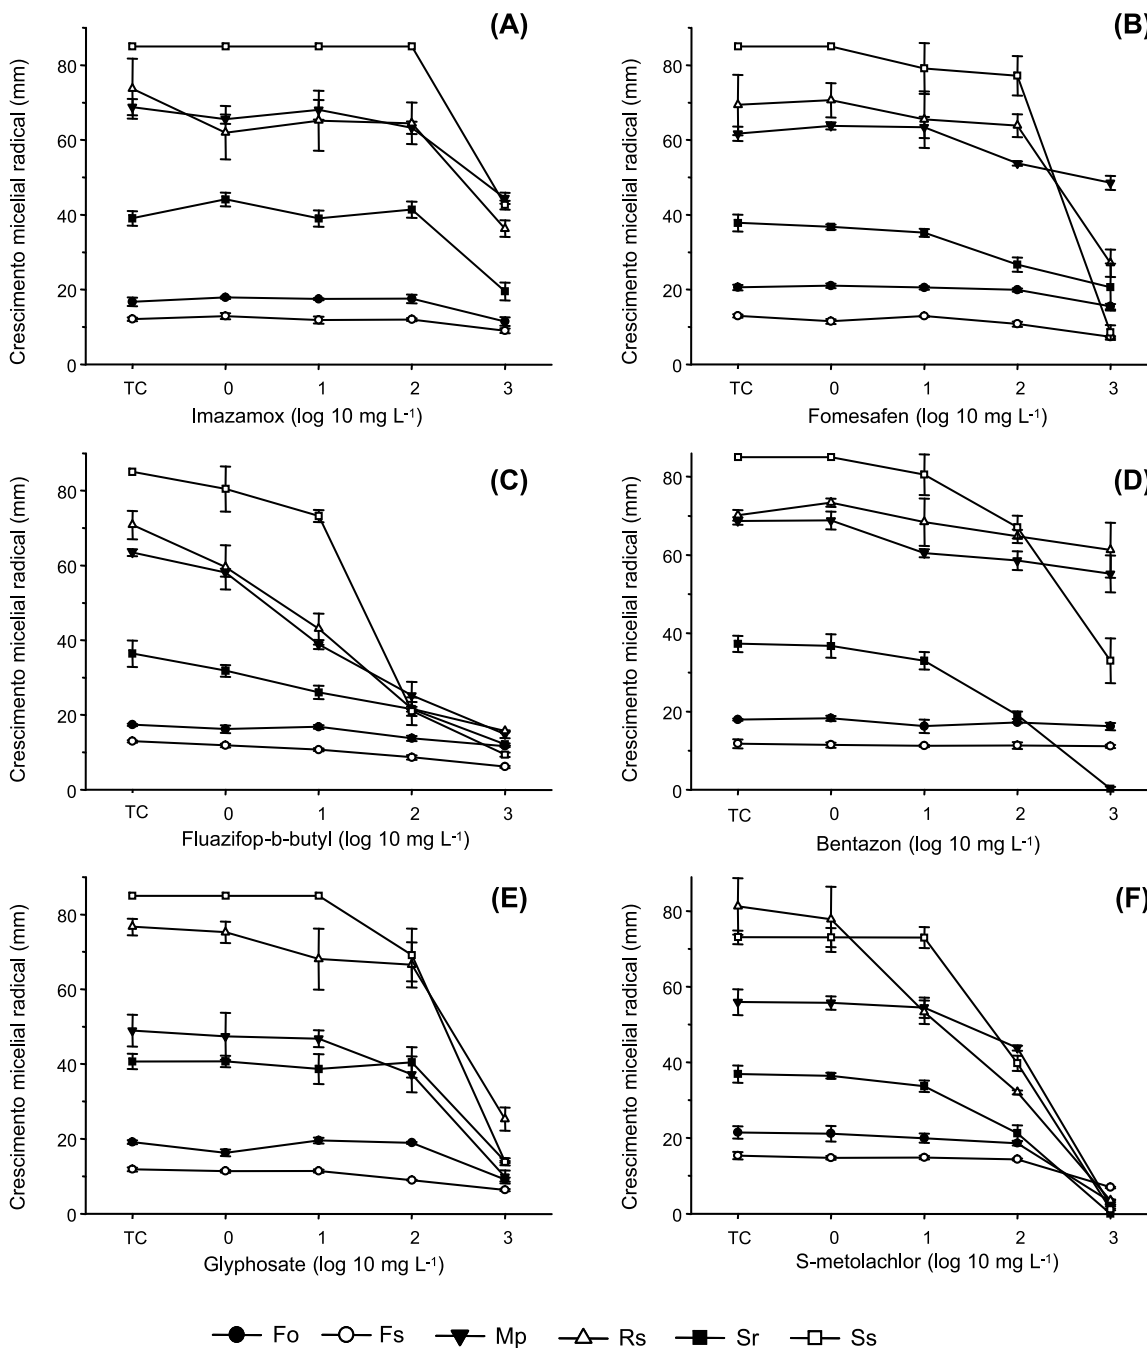 (A)
Crescimento micelial radical (mm)
80
60
40
20
0
TC 0 1 2 3
Imazamox (log 10 mg L⁻¹)
(B)
Crescimento micelial radical (mm)
80
60
40
20
0
TC 0 1 2 3
Fomesafen (log 10 mg L⁻¹)
(C)
Crescimento micelial radical (mm)
80
60
40
20
0
TC 0 1 2 3
Fluazifop-b-butyl (log 10 mg L⁻¹)
(D)
Crescimento micelial radical (mm)
80
60
40
20
0
TC 0 1 2 3
Bentazon (log 10 mg L⁻¹)
(E)
Crescimento micelial radical (mm)
80
60
40
20
0
TC 0 1 2 3
Glyphosate (log 10 mg L⁻¹)
(F)
Crescimento micelial radical (mm)
80
60
40
20
0
TC 0 1 2 3
S-metolachlor (log 10 mg L⁻¹)
Fo Fs Mp Rs Sr Ss